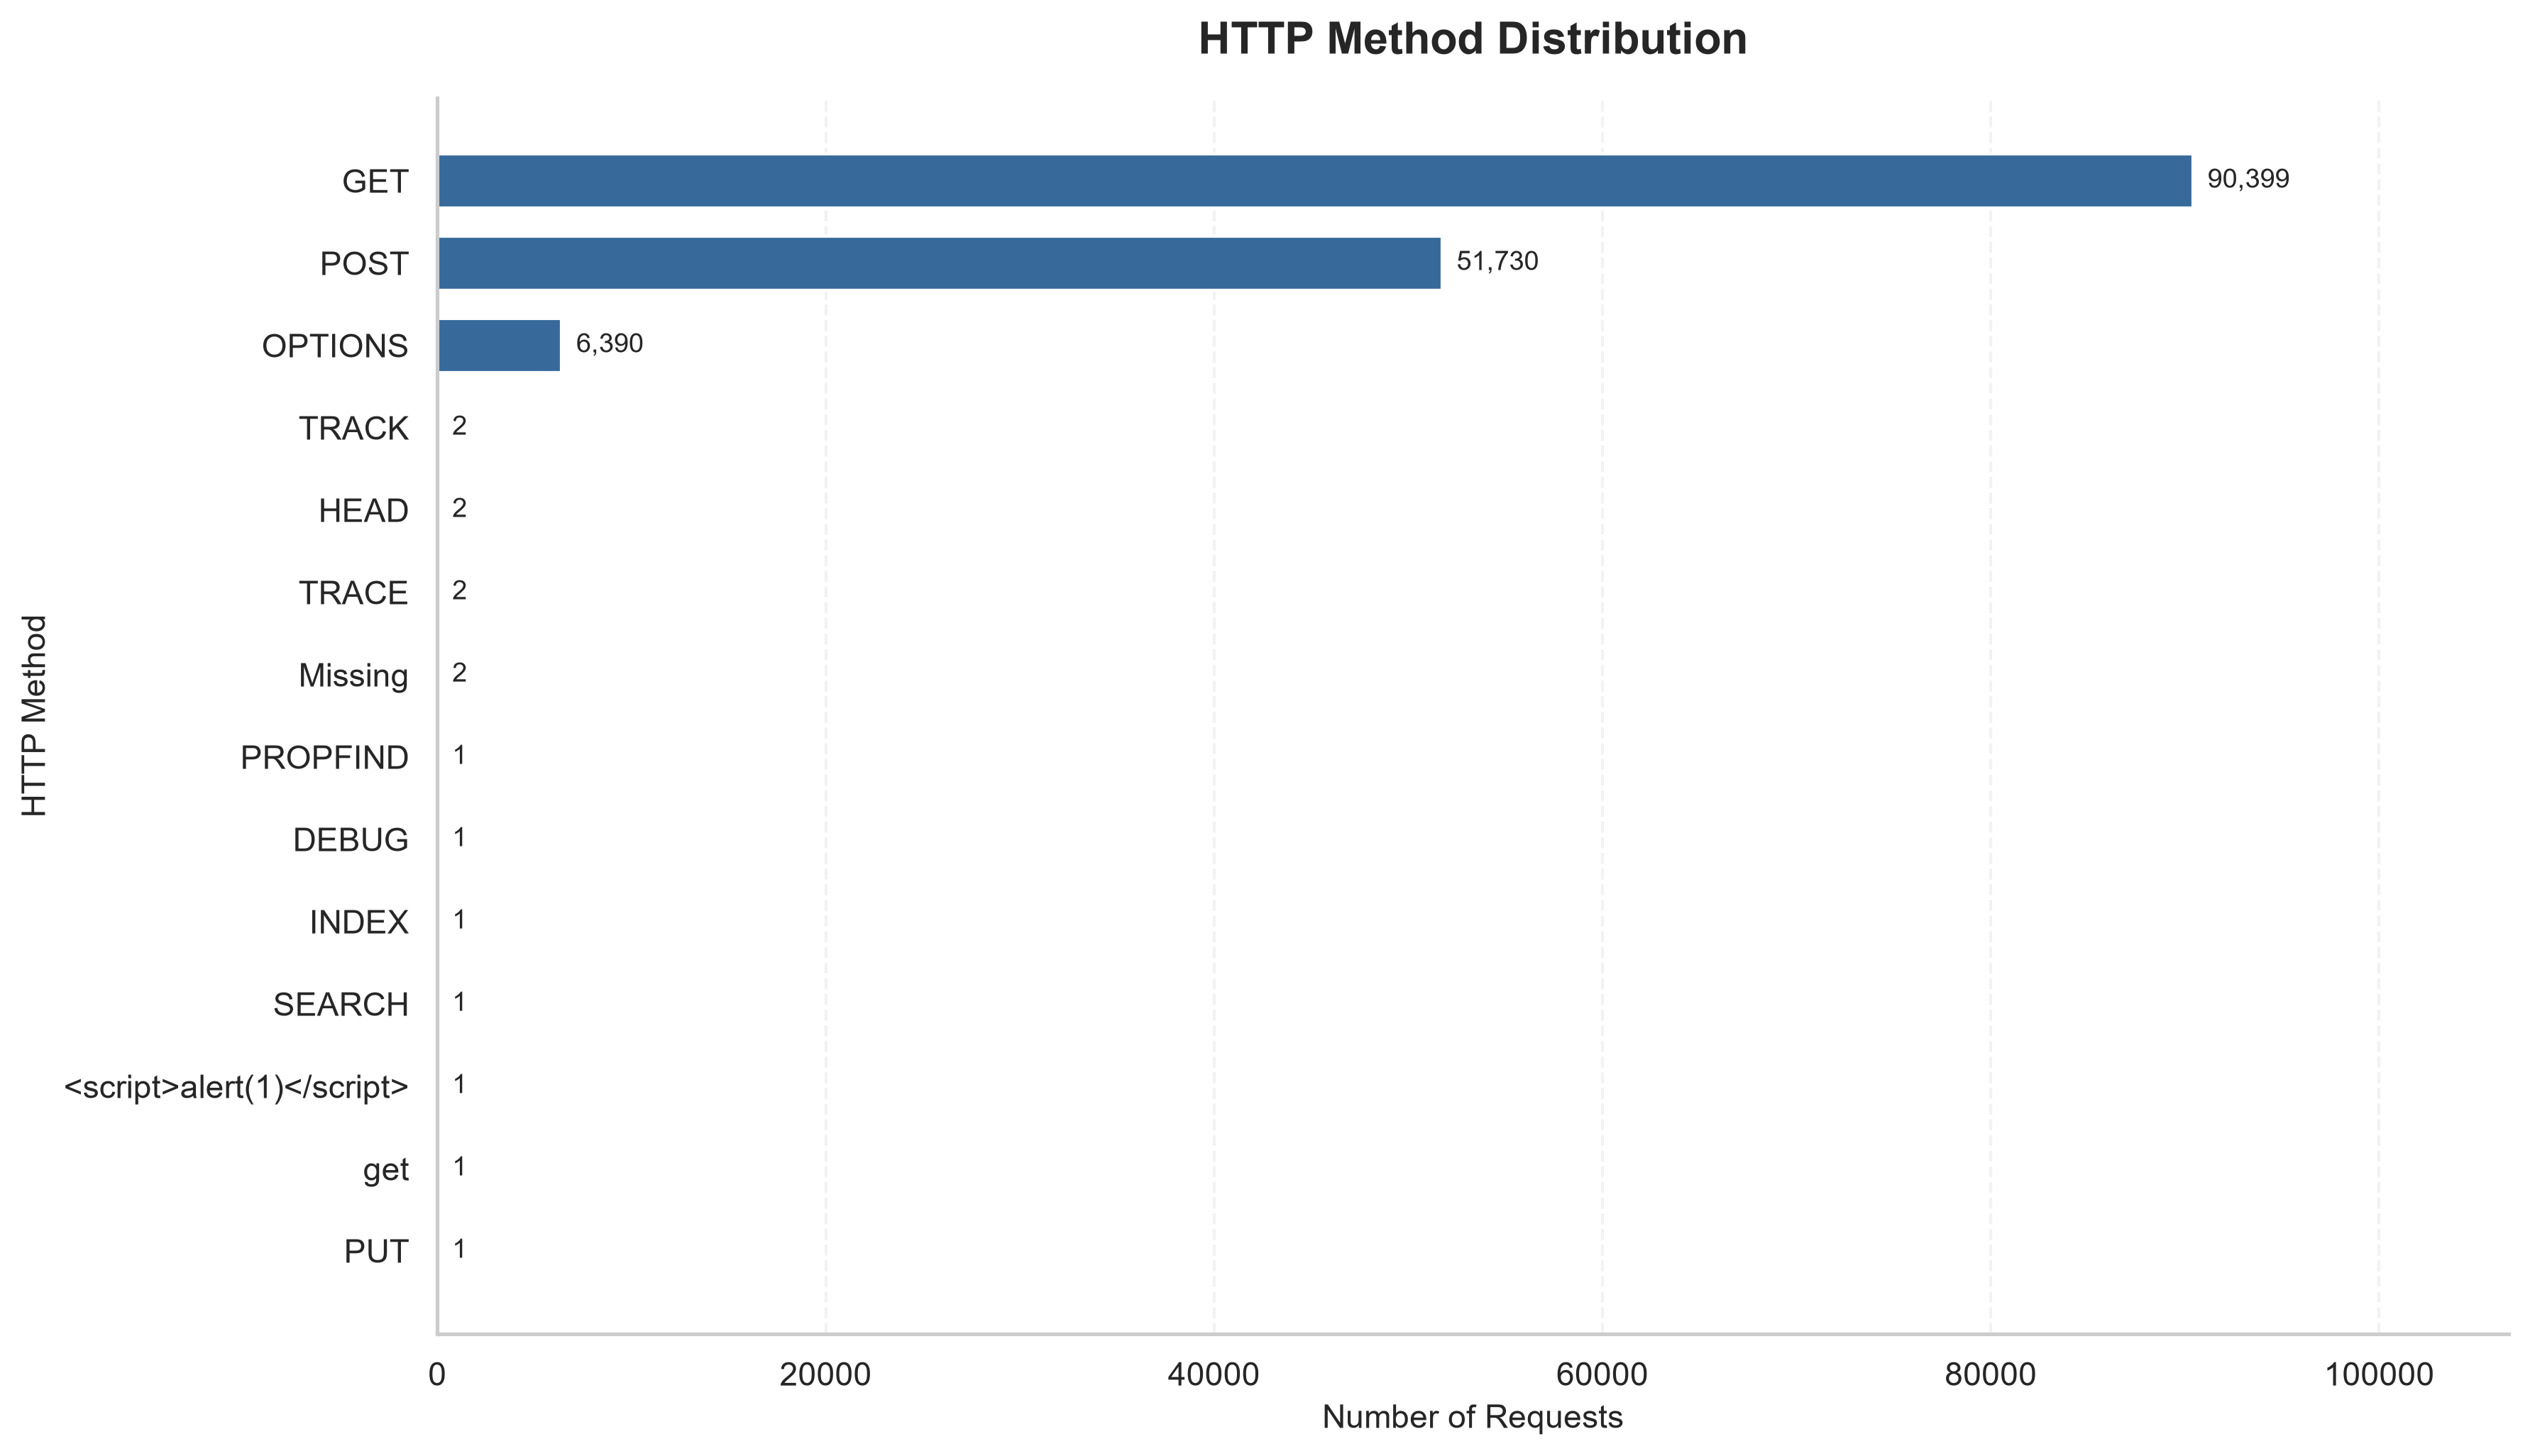 HTTP Method Distribution
GET 90,399
POST 51,730
OPTIONS 6,390
TRACK 2
HEAD 2
TRACE 2
Missing 2
PROPFIND 1
DEBUG 1
INDEX 1
SEARCH 1
<script>alert(1)</script> 1
get 1
PUT 1
HTTP Method
0 20000 40000 60000 80000 100000
Number of Requests